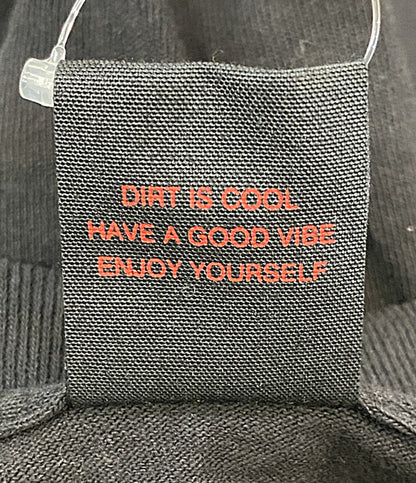 DIRT IS COOL
HAVE A GOOD VIBE
ENJOY YOURSELF